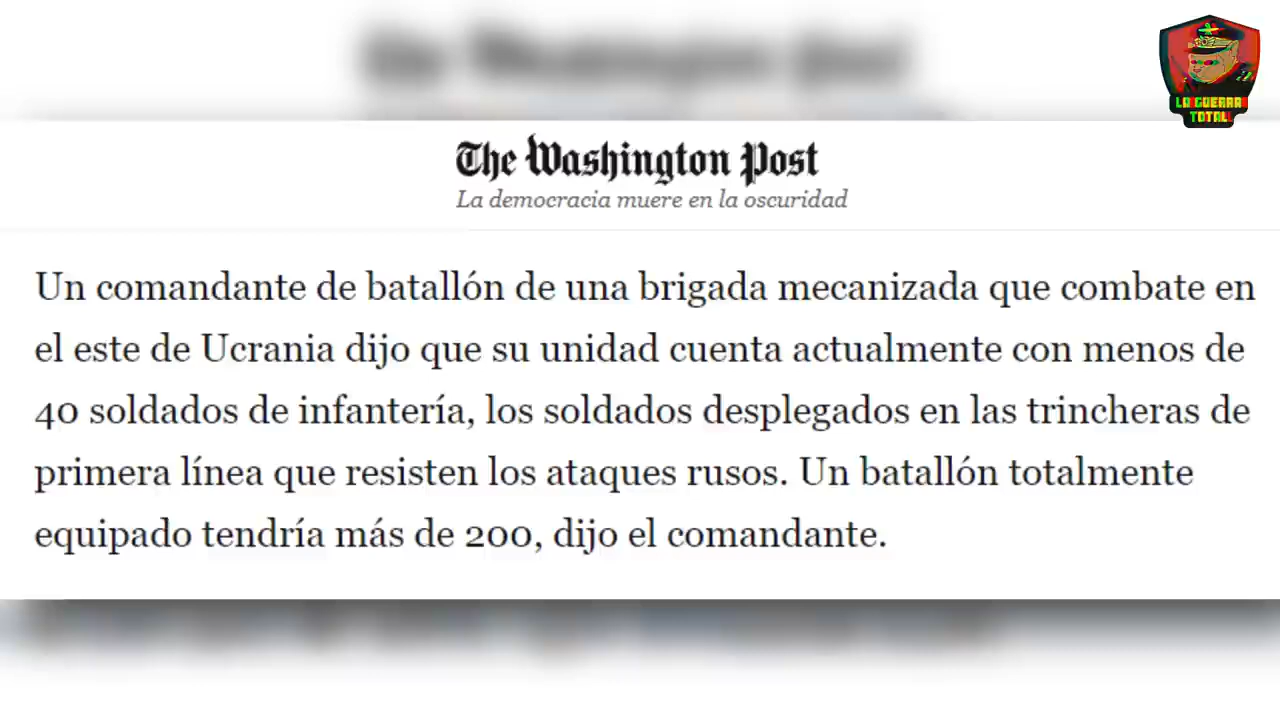 LA GUERRA
TOTAL
The Washington Post
La democracia muere en la oscuridad
Un comandante de batallón de una brigada mecanizada que combate en
el este de Ucrania dijo que su unidad cuenta actualmente con menos de
40 soldados de infantería, los soldados desplegados en las trincheras de
primera línea que resisten los ataques rusos. Un batallón totalmente
equipado tendría más de 200, dijo el comandante.